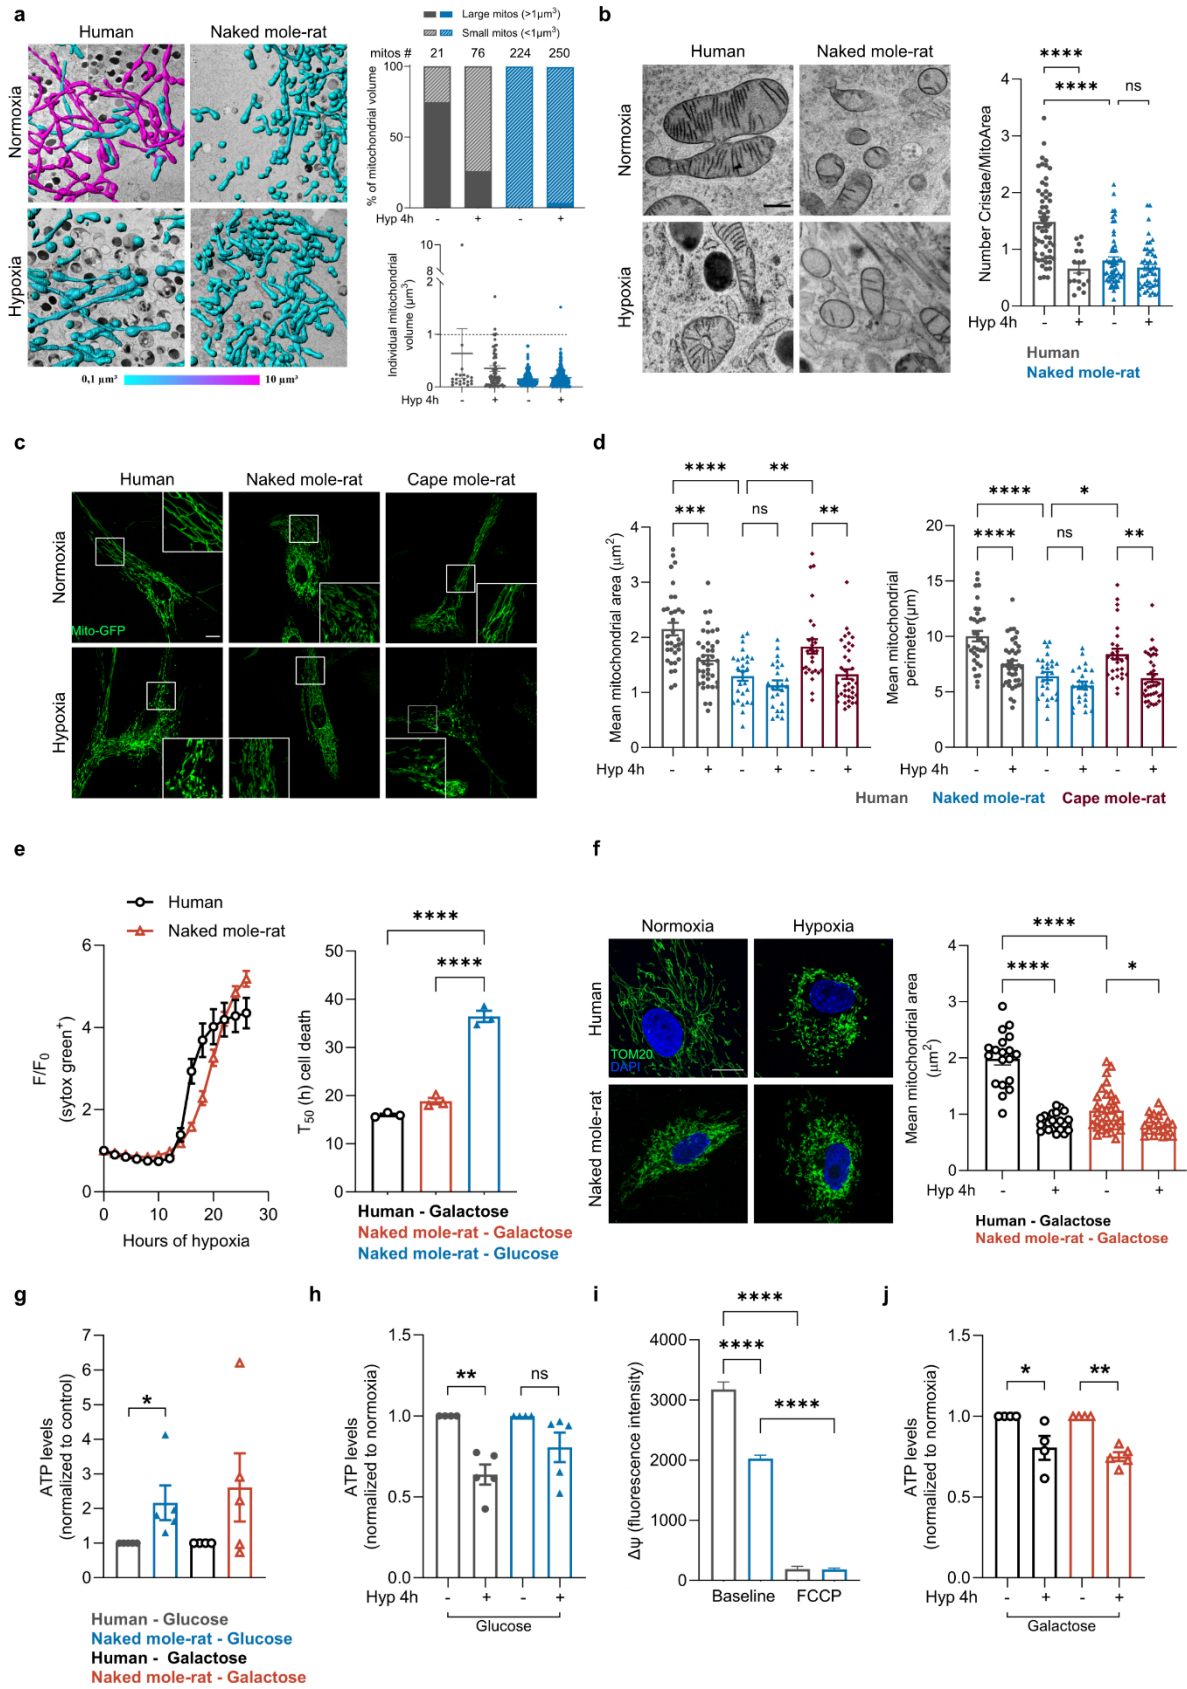 a
Human
Naked mole-rat
Normoxia
Hypoxia
0,1 µm³
10 µm³
Large mitos (>1µm³)
Small mitos (<1µm³)
mitos #
21
76
224
250
% of mitochondrial volume
100
50
0
Hyp 4h
-
+
-
+
Individual mitochondrial
volume (µm³)
10
8
2
1
0
Hyp 4h
-
+
-
+
b
Human
Naked mole-rat
Normoxia
Hypoxia
Number Cristae/MitoArea
4
3
2
1
0
****
****
ns
Hyp 4h
-
+
-
+
Human
Naked mole-rat
c
Human
Naked mole-rat
Cape mole-rat
Normoxia
Mito-GFP
Hypoxia
d
Mean mitochondrial area (µm²)
4
3
2
1
0
****
**
***
ns
**
Hyp 4h
-
+
-
+
-
+
Mean mitochondrial
perimeter(µm)
20
15
10
5
0
****
*
****
ns
**
Hyp 4h
-
+
-
+
-
+
Human
Naked mole-rat
Cape mole-rat
e
Human
Naked mole-rat
F/F₀
(sytox green⁺)
6
4
2
0
0
10
20
30
Hours of hypoxia
T₅₀ (h) cell death
50
40
30
20
10
0
****
****
Human - Galactose
Naked mole-rat - Galactose
Naked mole-rat - Glucose
f
Normoxia
Hypoxia
Human
TOM20
DAPI
Naked mole-rat
Mean mitochondrial area
(µm²)
4
3
2
1
0
****
****
*
Hyp 4h
-
+
-
+
Human - Galactose
Naked mole-rat - Galactose
g
ATP levels
(normalized to control)
7
6
5
4
3
2
1
0
*
Human - Glucose
Naked mole-rat - Glucose
Human - Galactose
Naked mole-rat - Galactose
h
ATP levels
(normalized to normoxia)
1.5
1.0
0.5
0.0
**
ns
Hyp 4h
-
+
-
+
Glucose
i
Δψ (fluorescence intensity)
4000
3000
2000
1000
0
****
****
****
Baseline
FCCP
j
ATP levels
(normalized to normoxia)
1.5
1.0
0.5
0.0
*
**
Hyp 4h
-
+
-
+
Galactose